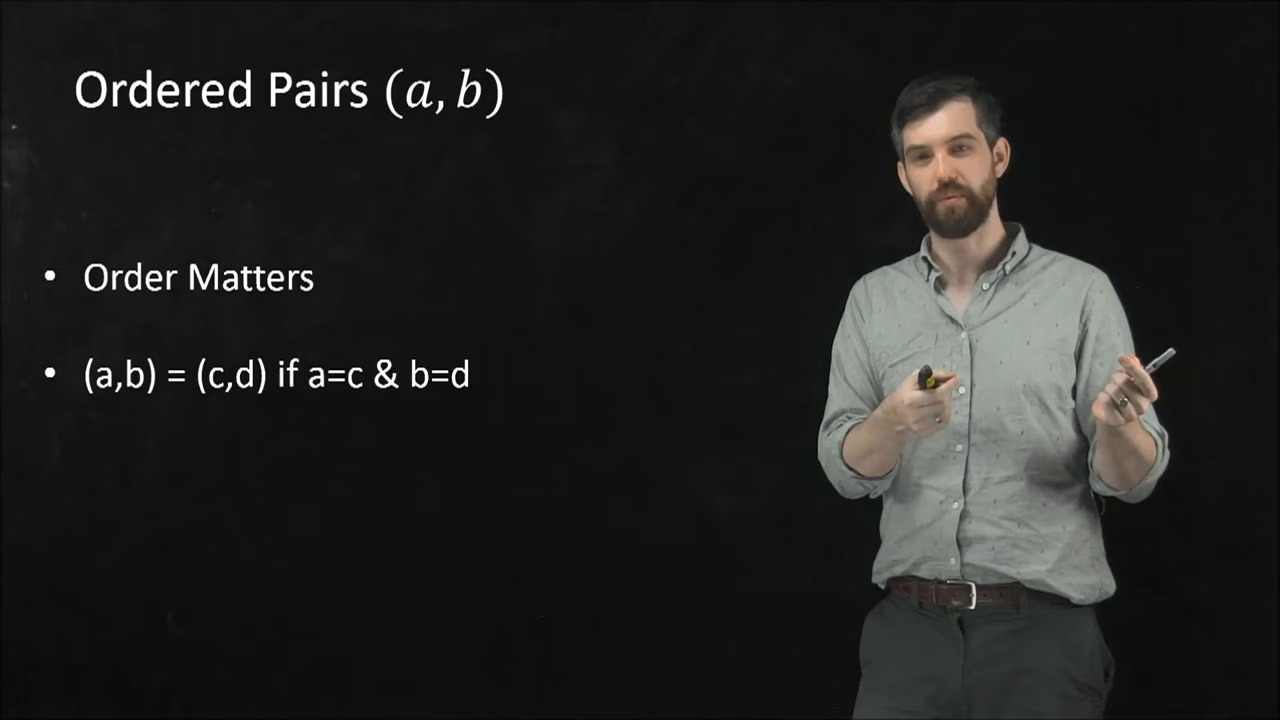 Ordered Pairs (a, b)
• Order Matters
• (a,b) = (c,d) if a=c & b=d